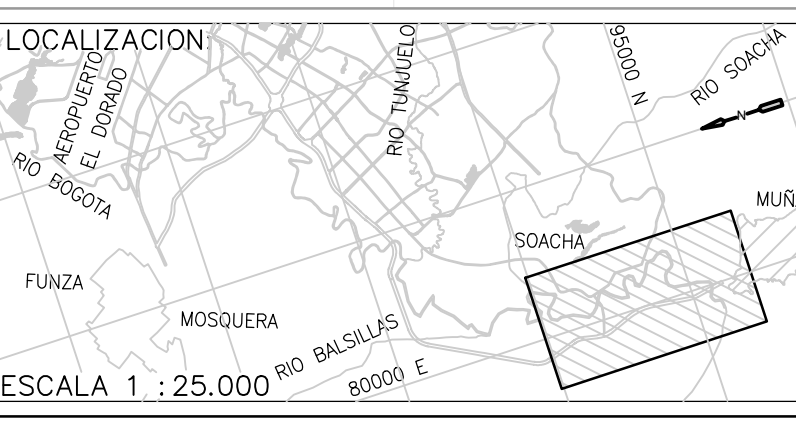 LOCALIZACION:
AEROPUERTO
EL DORADO
RIO BOGOTA
RIO TUNJUELO
95000 N
RIO SOACHA
N
SOACHA
FUNZA
MOSQUERA
RIO BALSILLAS
80000 E
ESCALA 1 : 25.000